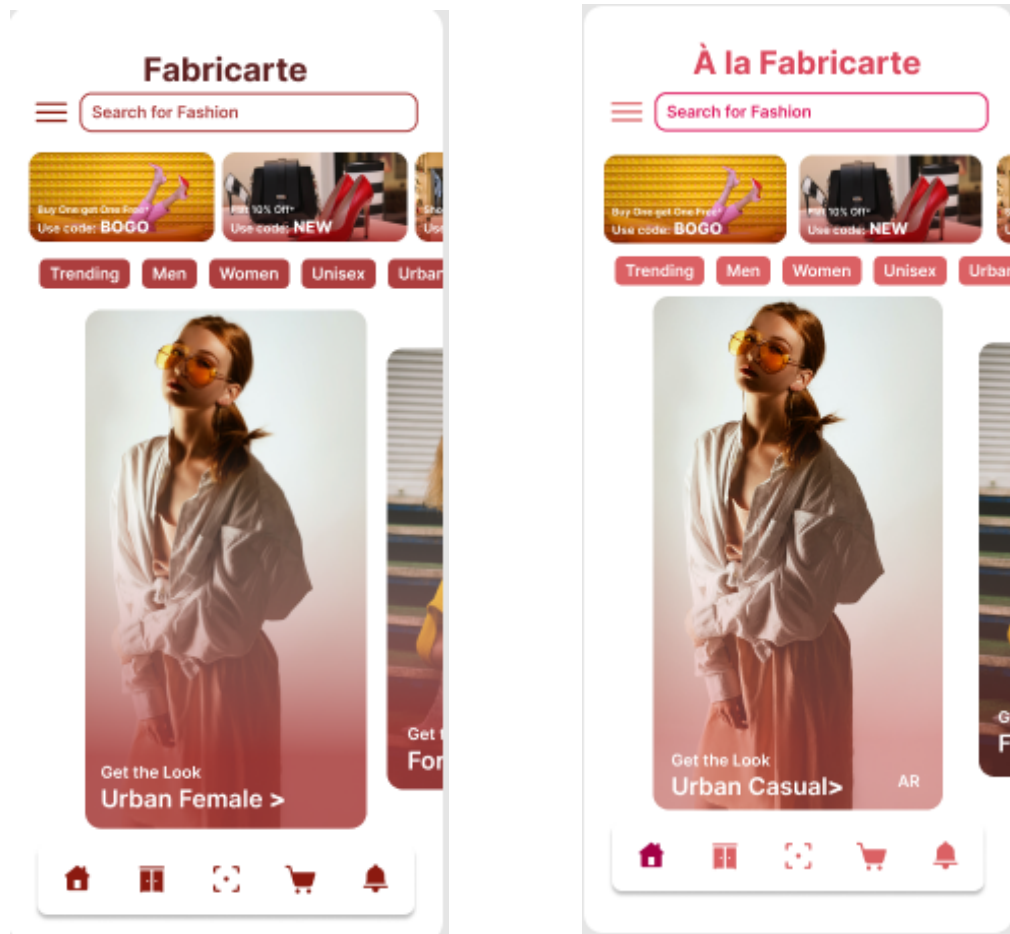 Fabricarte
Search for Fashion
Buy One get One Free*
Use code: BOGO
Flat 10% Off*
Use code: NEW
Trending Men Women Unisex Urban
Get the Look
Urban Female >
À la Fabricarte
Search for Fashion
Buy One get One Free*
Use code: BOGO
Flat 10% Off*
Use code: NEW
Trending Men Women Unisex Urban
Get the Look
Urban Casual>
AR